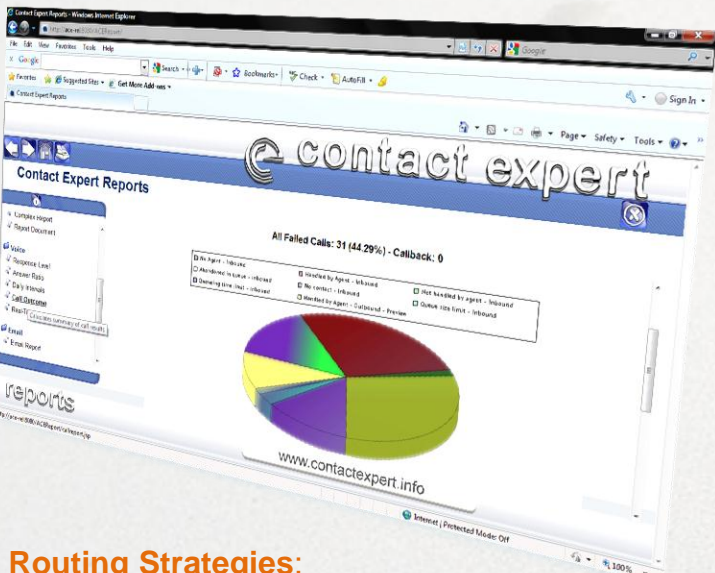 Contact Expert Reports - Windows Internet Explorer
File Edit View Favorites Tools Help
x Google Search Bookmarks Check AutoFill Sign In
Favorites Suggested Sites Get More Add-ons
Contact Expert Reports
Page Safety Tools
contact expert
Contact Expert Reports
Complex Report
Report Document
Voice
Response Level
Answer Ratio
Daily Intervals
Call Outcome
Calculates summary of call results
Email
Email Report
All Failed Calls: 31 (44.29%) - Callback: 0
No Agent - Inbound Handled by Agent - Inbound Not handled by agent - Inbound
Abandoned in queue - Inbound No contact - Inbound Queue size limit - Inbound
Queueing time limit - Inbound Handled by Agent - Outbound - Preview
reports
www.contactexpert.info
Internet | Protected Mode: Off
100%
Routing Strategies: